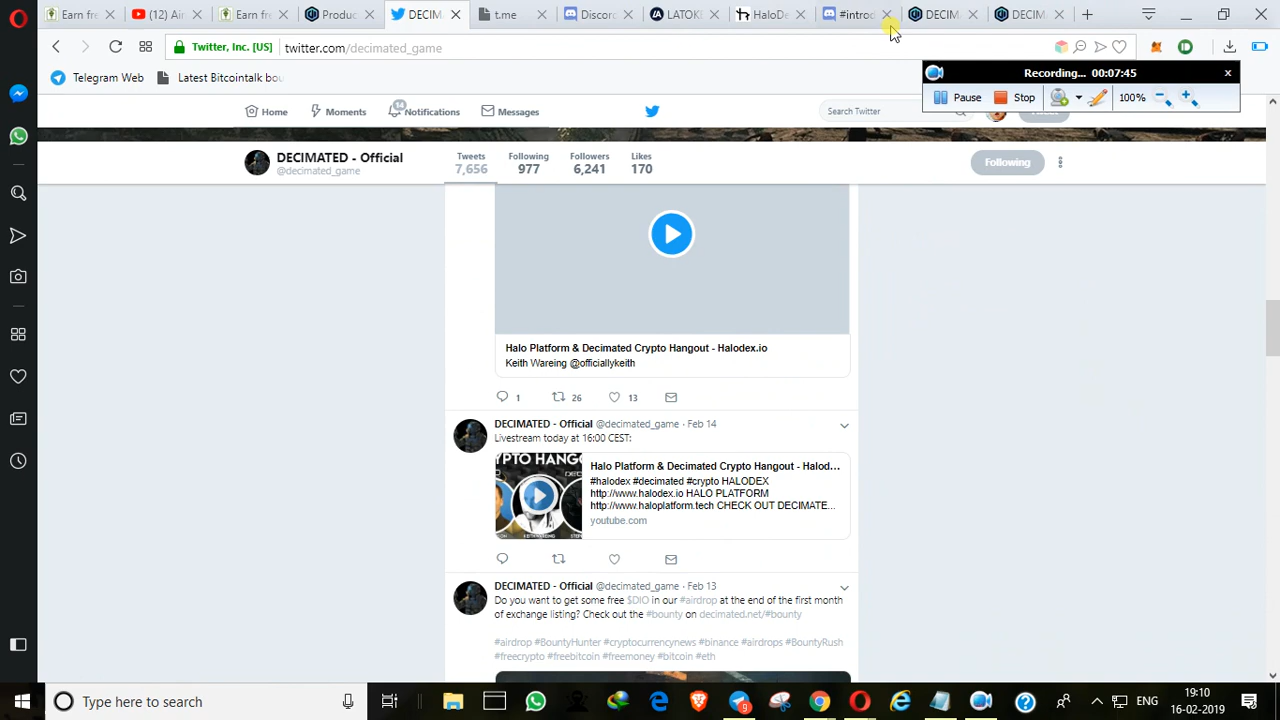 Earn fre
(12) Air
Earn fre
Produc
DECIM
t.me
Discord
LATOK
HaloDe
#introd
DECIM
DECIM
Twitter, Inc. [US]
twitter.com/decimated_game
Telegram Web
Latest Bitcointalk bou
Recording... 00:07:45
Pause
Stop
100%
Home
Moments
14
Notifications
Messages
Search Twitter
DECIMATED - Official
@decimated_game
Tweets
7,656
Following
977
Followers
6,241
Likes
170
Following
Halo Platform & Decimated Crypto Hangout - Halodex.io
Keith Wareing @officiallykeith
1
26
13
DECIMATED - Official @decimated_game · Feb 14
Livestream today at 16:00 CEST:
Halo Platform & Decimated Crypto Hangout - Halod...
#halodex #decimated #crypto HALODEX
http://www.halodex.io HALO PLATFORM
http://www.haloplatform.tech CHECK OUT DECIMATE...
youtube.com
DECIMATED - Official @decimated_game · Feb 13
Do you want to get some free $DIO in our #airdrop at the end of the first month
of exchange listing? Check out the #bounty on decimated.net/#bounty
#airdrop #BountyHunter #cryptocurrencynews #binance #airdrops #BountyRush
#freecrypto #freebitcoin #freemoney #bitcoin #eth
Type here to search
9
ENG
19:10
16-02-2019